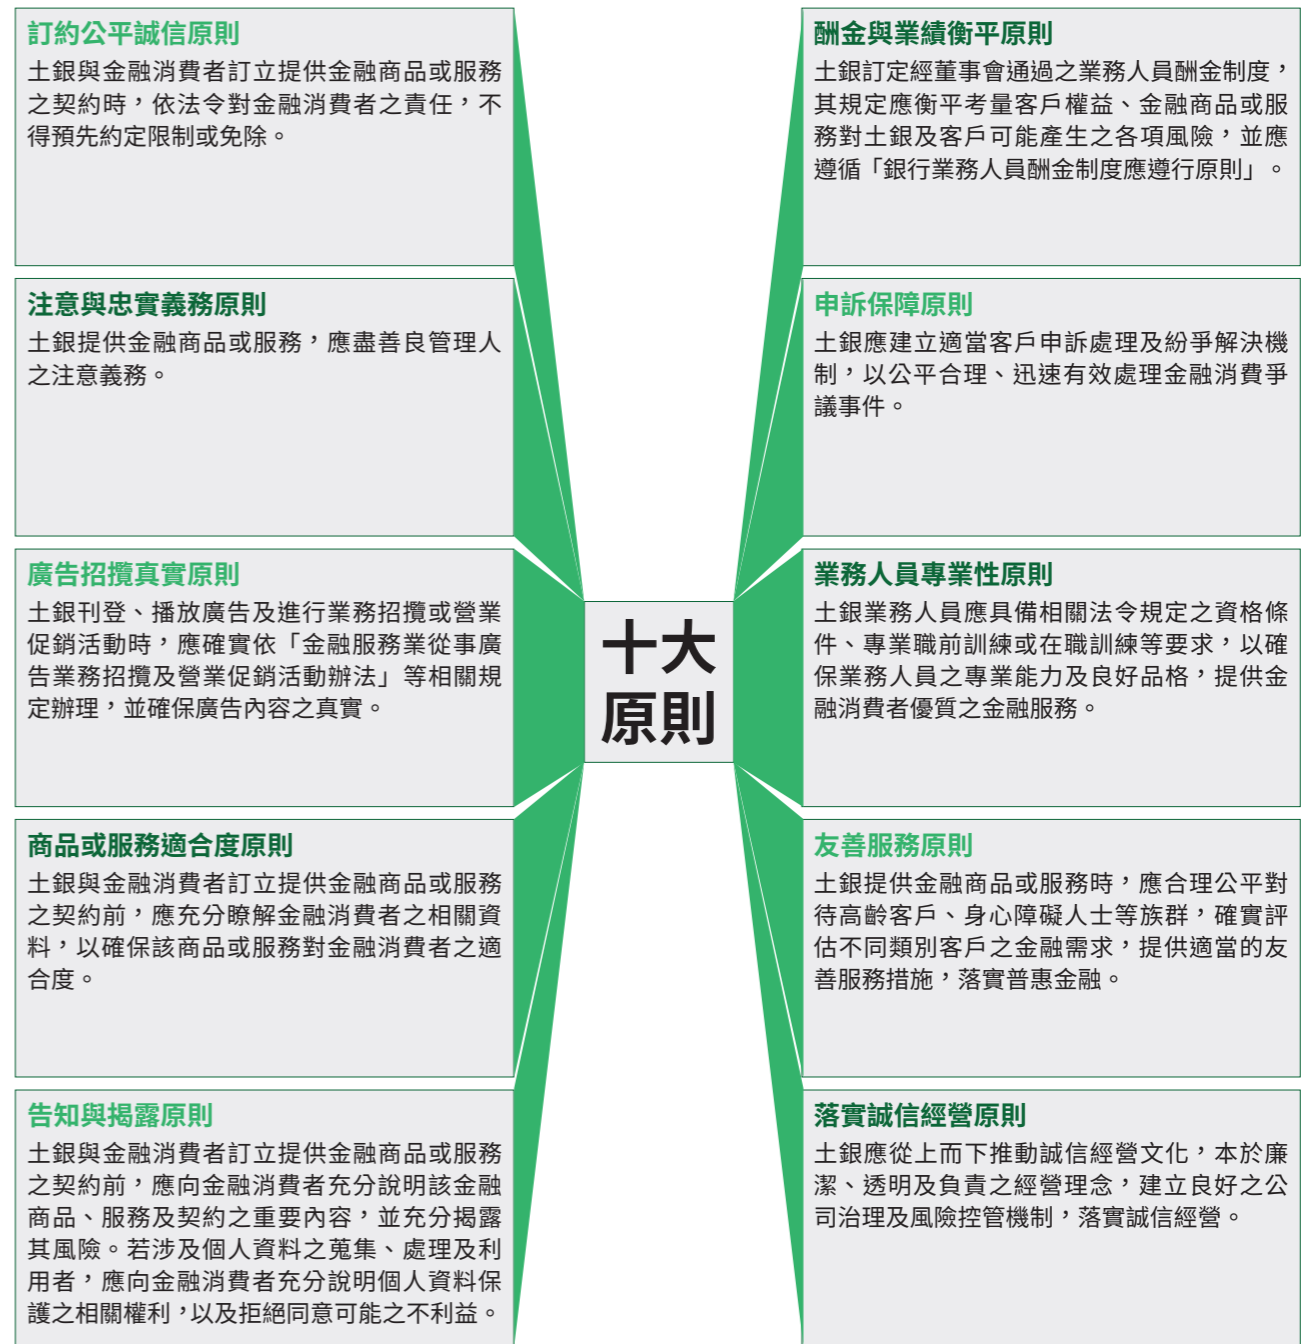 訂約公平誠信原則
土銀與金融消費者訂立提供金融商品或服務
之契約時，依法令對金融消費者之責任，不
得預先約定限制或免除。
注意與忠實義務原則
土銀提供金融商品或服務，應盡善良管理人
之注意義務。
廣告招攬真實原則
土銀刊登、播放廣告及進行業務招攬或營業
促銷活動時，應確實依「金融服務業從事廣
告業務招攬及營業促銷活動辦法」等相關規
定辦理，並確保廣告內容之真實。
商品或服務適合度原則
土銀與金融消費者訂立提供金融商品或服務
之契約前，應充分瞭解金融消費者之相關資
料，以確保該商品或服務對金融消費者之適
合度。
告知與揭露原則
土銀與金融消費者訂立提供金融商品或服務
之契約前，應向金融消費者充分說明該金融
商品、服務及契約之重要內容，並充分揭露
其風險。若涉及個人資料之蒐集、處理及利
用者，應向金融消費者充分說明個人資料保
護之相關權利，以及拒絕同意可能之不利益。
十大
原則
酬金與業績衡平原則
土銀訂定經董事會通過之業務人員酬金制度，
其規定應衡平考量客戶權益、金融商品或服
務對土銀及客戶可能產生之各項風險，並應
遵循「銀行業務人員酬金制度應遵行原則」。
申訴保障原則
土銀應建立適當客戶申訴處理及紛爭解決機
制，以公平合理、迅速有效處理金融消費爭
議事件。
業務人員專業性原則
土銀業務人員應具備相關法令規定之資格條
件、專業職前訓練或在職訓練等要求，以確
保業務人員之專業能力及良好品格，提供金
融消費者優質之金融服務。
友善服務原則
土銀提供金融商品或服務時，應合理公平對
待高齡客戶、身心障礙人士等族群，確實評
估不同類別客戶之金融需求，提供適當的友
善服務措施，落實普惠金融。
落實誠信經營原則
土銀應從上而下推動誠信經營文化，本於廉
潔、透明及負責之經營理念，建立良好之公
司治理及風險控管機制，落實誠信經營。